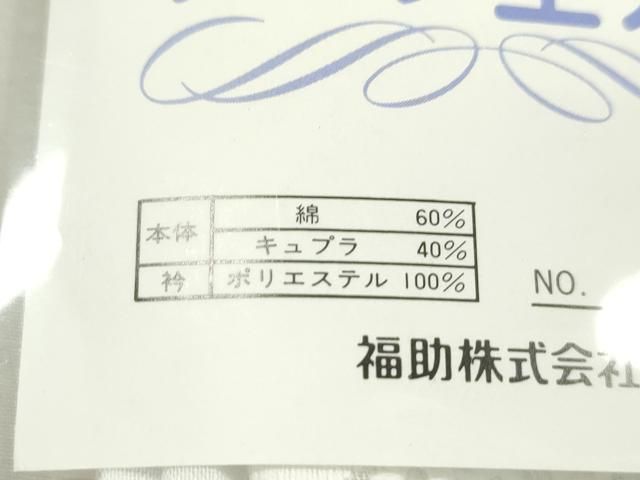 本体 綿 60%
キュプラ 40%
衿 ポリエステル 100%
NO.
福助株式会社